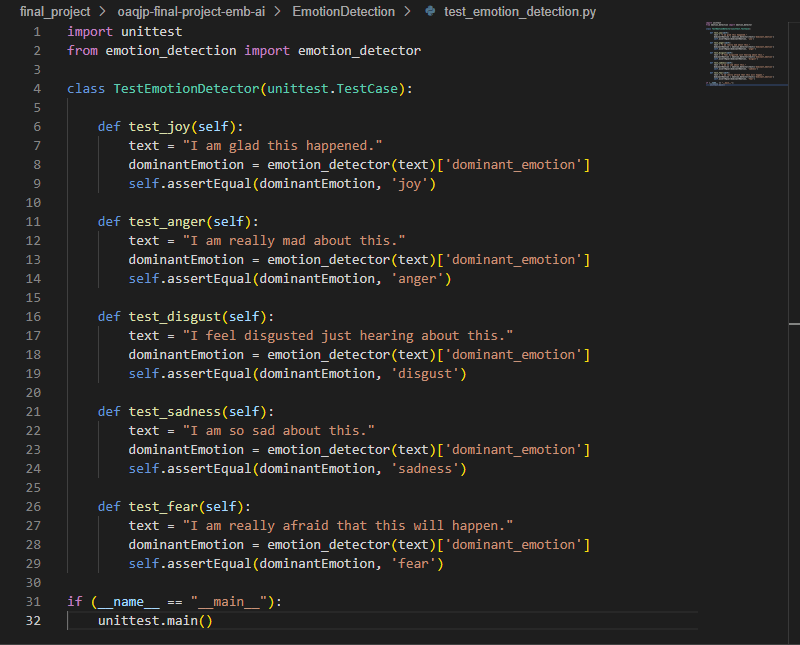 final_project > oaqjp-final-project-emb-ai > EmotionDetection > test_emotion_detection.py
1 import unittest
2 from emotion_detection import emotion_detector
3
4 class TestEmotionDetector(unittest.TestCase):
5
6     def test_joy(self):
7         text = "I am glad this happened."
8         dominantEmotion = emotion_detector(text)['dominant_emotion']
9         self.assertEqual(dominantEmotion, 'joy')
10
11     def test_anger(self):
12         text = "I am really mad about this."
13         dominantEmotion = emotion_detector(text)['dominant_emotion']
14         self.assertEqual(dominantEmotion, 'anger')
15
16     def test_disgust(self):
17         text = "I feel disgusted just hearing about this."
18         dominantEmotion = emotion_detector(text)['dominant_emotion']
19         self.assertEqual(dominantEmotion, 'disgust')
20
21     def test_sadness(self):
22         text = "I am so sad about this."
23         dominantEmotion = emotion_detector(text)['dominant_emotion']
24         self.assertEqual(dominantEmotion, 'sadness')
25
26     def test_fear(self):
27         text = "I am really afraid that this will happen."
28         dominantEmotion = emotion_detector(text)['dominant_emotion']
29         self.assertEqual(dominantEmotion, 'fear')
30
31 if (__name__ == "__main__"):
32     unittest.main()